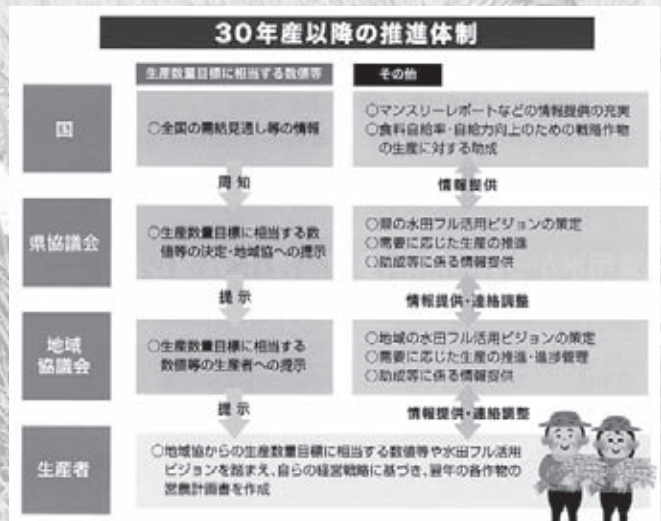 30年産以降の推進体制
生産数量目標に相当する数値等
その他
国
○全国の需給見通し等の情報
○マンスリーレポートなどの情報提供の充実
○食料自給率・自給力向上のための戦略作物
の生産に対する助成
周知
情報提供
県協議会
○生産数量目標に相当する数
値等の決定・地域協への提示
○県の水田フル活用ビジョンの策定
○需要に応じた生産の推進
○助成等に係る情報提供
提示
情報提供・連絡調整
地域
協議会
○生産数量目標に相当する
数値等の生産者への提示
○地域の水田フル活用ビジョンの策定
○需要に応じた生産の推進・進捗管理
○助成等に係る情報提供
提示
情報提供・連絡調整
生産者
○地域協からの生産数量目標に相当する数値等や水田フル活用
ビジョンを踏まえ、自らの経営戦略に基づき、翌年の各作物の
営農計画書を作成